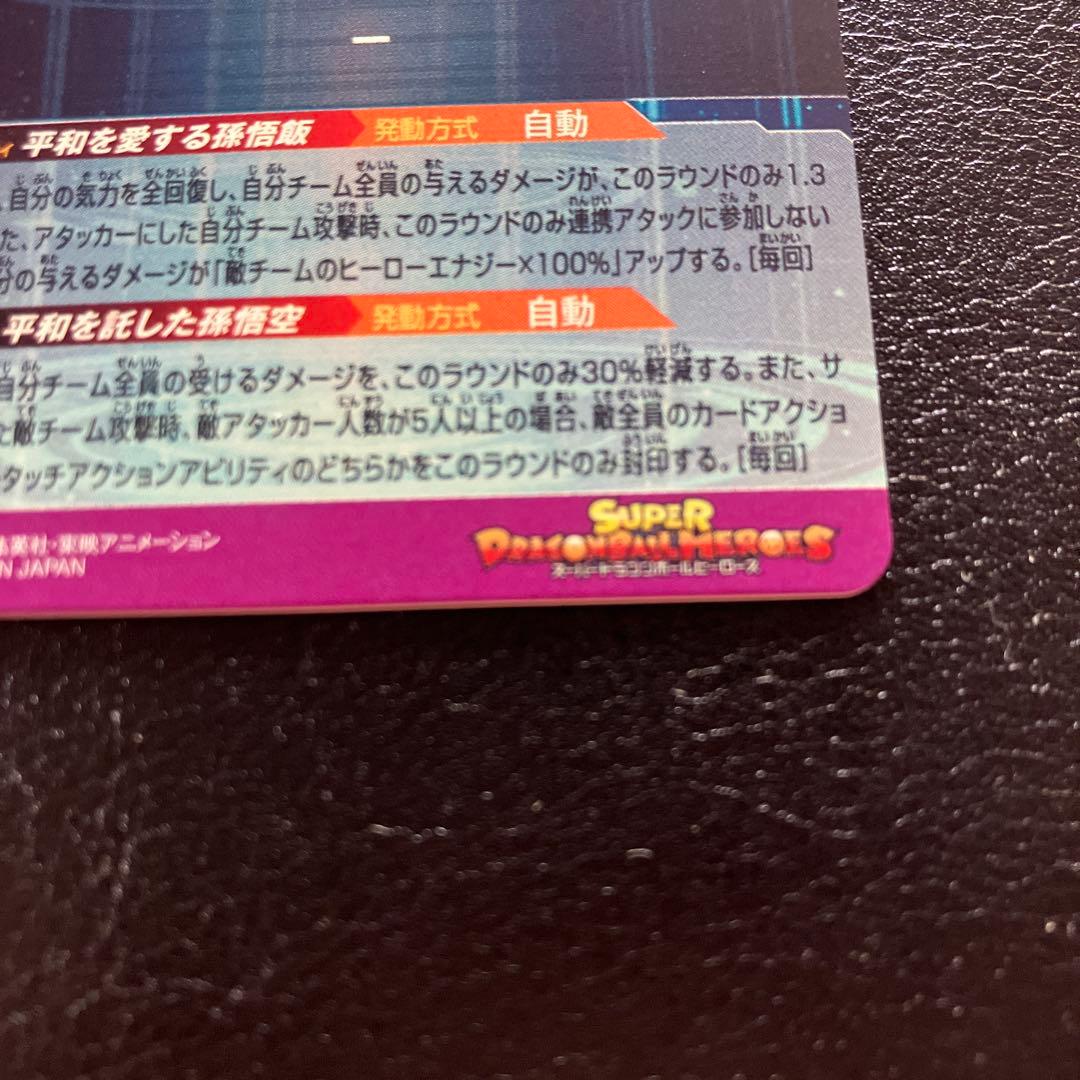 平和を愛する孫悟飯 発動方式 自動
自分の気力を全回復し、自分チーム全員の与えるダメージが、このラウンドのみ1.3
た、アタッカーにした自分チーム攻撃時、このラウンドのみ連携アタックに参加しない
分の与えるダメージが「敵チームのヒーローエナジー×100%」アップする。[毎回]
平和を託した孫悟空 発動方式 自動
自分チーム全員の受けるダメージを、このラウンドのみ30%軽減する。また、サ
た敵チーム攻撃時、敵アタッカー人数が5人以上の場合、敵全員のカードアクショ
タッチアクションアビリティのどちらかをこのラウンドのみ封印する。[毎回]
集英社・東映アニメーション
N JAPAN
SUPER
DRAGONBALL HEROES
スーパードラゴンボールヒーローズ